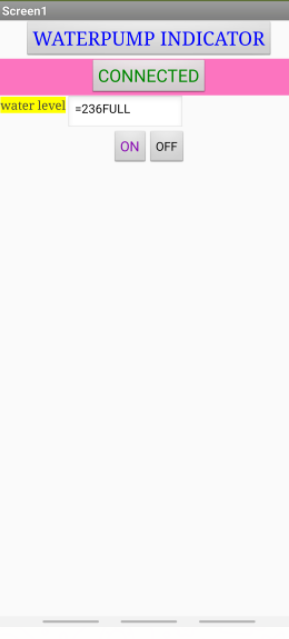 Screen1
WATERPUMP INDICATOR
CONNECTED
water level =236FULL
ON OFF